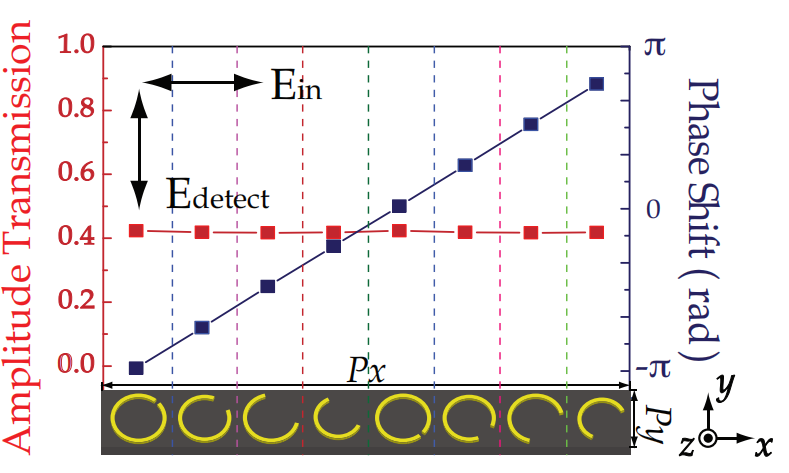 Amplitude Transmission
1.0
0.8
0.6
0.4
0.2
0.0
Ein
Edetect
π
0
-π
Phase Shift (rad)
Px
Py
y
z
x